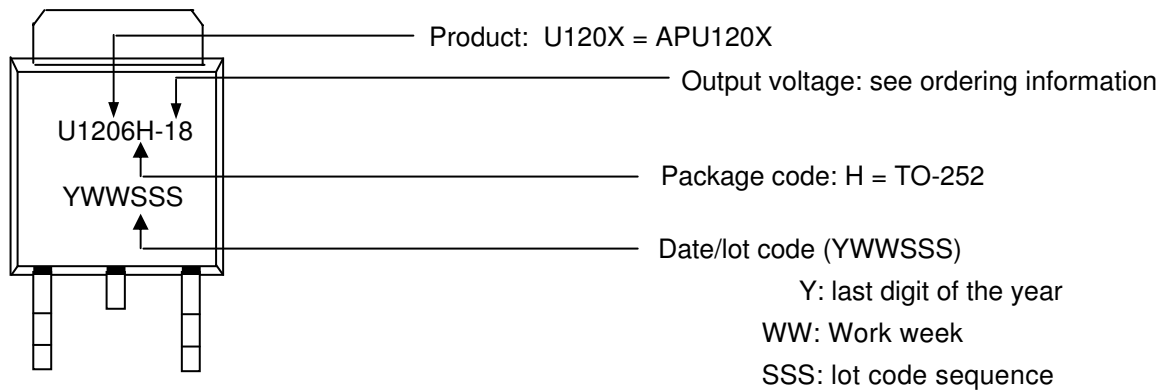 Product: U120X = APU120X
Output voltage: see ordering information
U1206H-18
Package code: H = TO-252
YWWSSS
Date/lot code (YWWSSS)
Y: last digit of the year
WW: Work week
SSS: lot code sequence